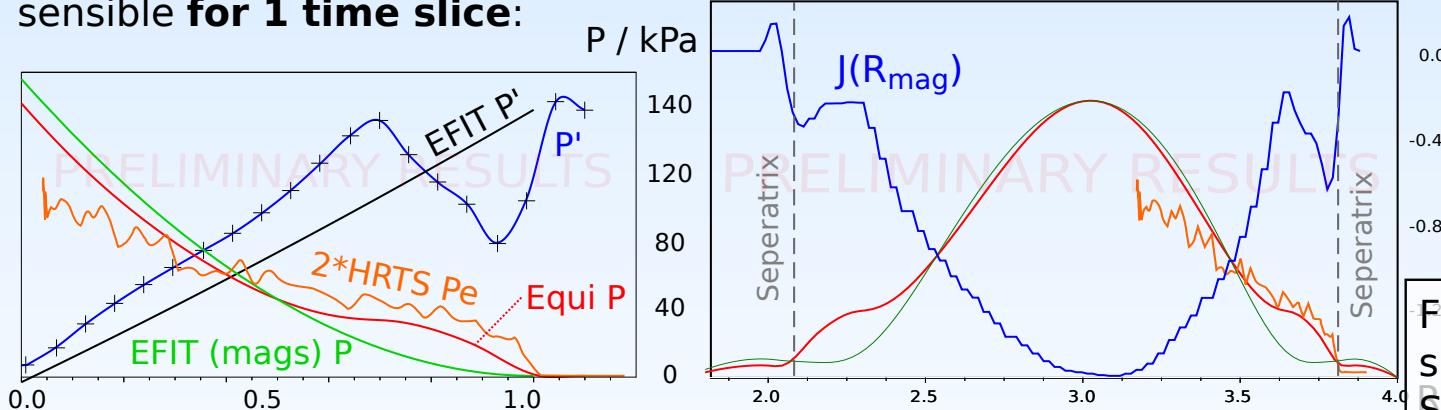 sensible for 1 time slice:
P / kPa
140
120
80
40
0
EFIT P'
P'
PRELIMINARY RESULTS
2*HRTS Pe
Equi P
EFIT (mags) P
0.0
0.5
1.0
J(Rmag)
PRELIMINARY RESULTS
Seperatrix
Seperatrix
2.0
2.5
3.0
3.5
4.0
0.0
-0.4
-0.8
F
s